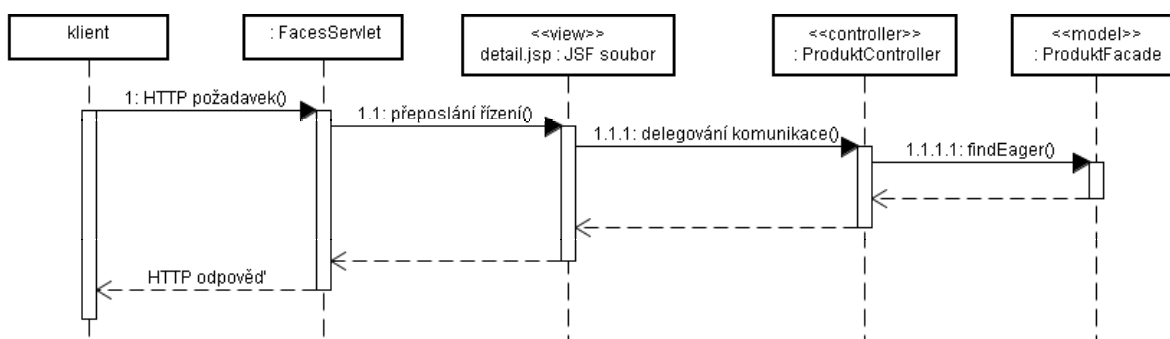 klient
: FacesServlet
<<view>>
detail.jsp : JSF soubor
<<controller>>
: ProduktController
<<model>>
: ProduktFacade
1: HTTP požadavek()
1.1: přeposlání řízení()
1.1.1: delegování komunikace()
1.1.1.1: findEager()
HTTP odpověď